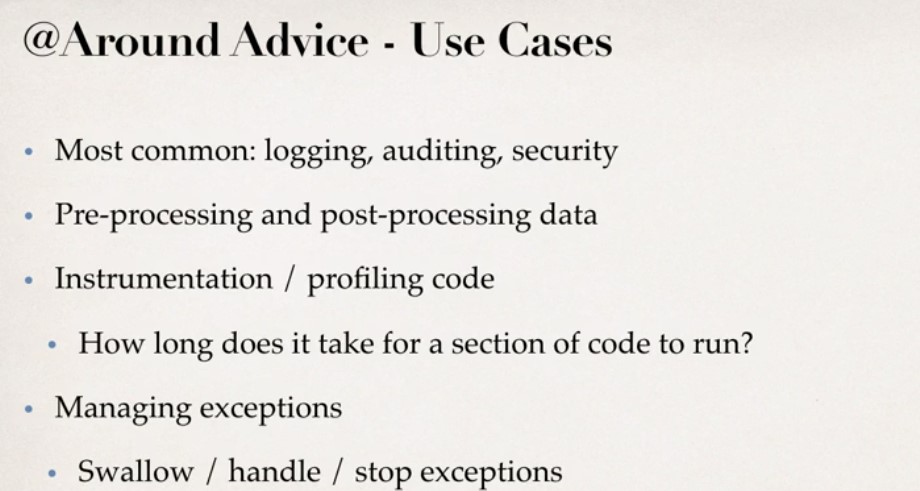 @Around Advice - Use Cases
• Most common: logging, auditing, security
• Pre-processing and post-processing data
• Instrumentation / profiling code
• How long does it take for a section of code to run?
• Managing exceptions
• Swallow / handle / stop exceptions